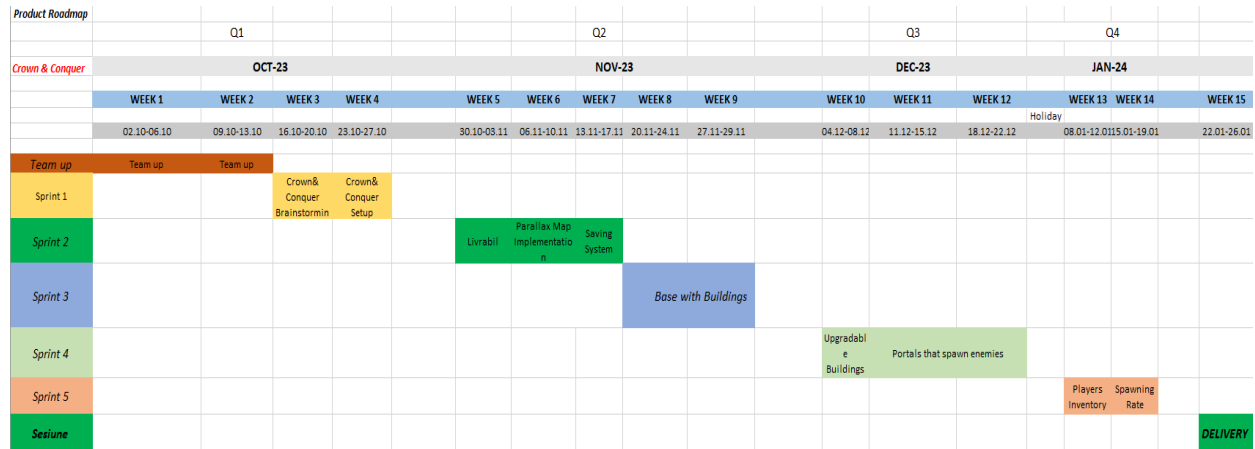 Product Roadmap
Q1 Q2 Q3 Q4
Crown & Conquer OCT-23 NOV-23 DEC-23 JAN-24
WEEK 1 WEEK 2 WEEK 3 WEEK 4 WEEK 5 WEEK 6 WEEK 7 WEEK 8 WEEK 9 WEEK 10 WEEK 11 WEEK 12 WEEK 13 WEEK 14 WEEK 15
Holiday
02.10-06.10 09.10-13.10 16.10-20.10 23.10-27.10 30.10-03.11 06.11-10.11 13.11-17.11 20.11-24.11 27.11-29.11 04.12-08.12 11.12-15.12 18.12-22.12 08.01-12.01 15.01-19.01 22.01-26.01
Team up Team up Team up
Sprint 1
Crown&
Conquer
Brainstormin
Crown&
Conquer
Setup
Sprint 2
Livrabil
Parallax Map
Implementatio
n
Saving
System
Sprint 3
Base with Buildings
Sprint 4
Upgradabl
e
Buildings
Portals that spawn enemies
Sprint 5
Players
Inventory
Spawning
Rate
Sesiune
DELIVERY